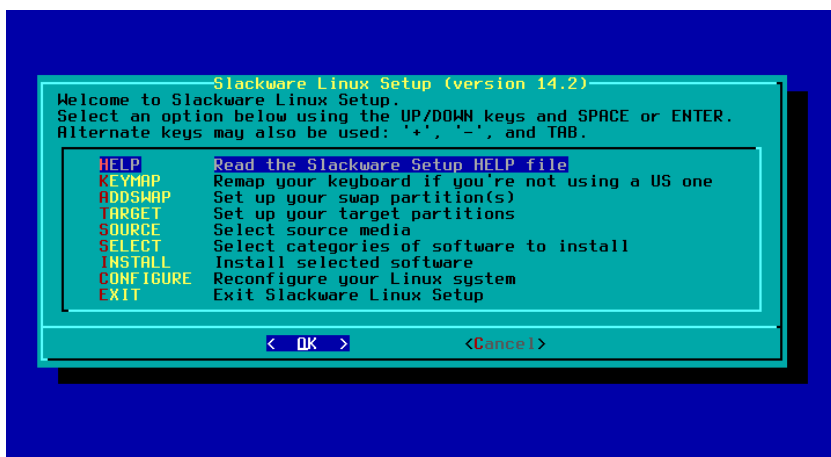 Slackware Linux Setup (version 14.2)
Welcome to Slackware Linux Setup.
Select an option below using the UP/DOWN keys and SPACE or ENTER.
Alternate keys may also be used: '+', '-', and TAB.
HELP Read the Slackware Setup HELP file
KEYMAP Remap your keyboard if you're not using a US one
ADDSWAP Set up your swap partition(s)
TARGET Set up your target partitions
SOURCE Select source media
SELECT Select categories of software to install
INSTALL Install selected software
CONFIGURE Reconfigure your Linux system
EXIT Exit Slackware Linux Setup
< OK > <Cancel>